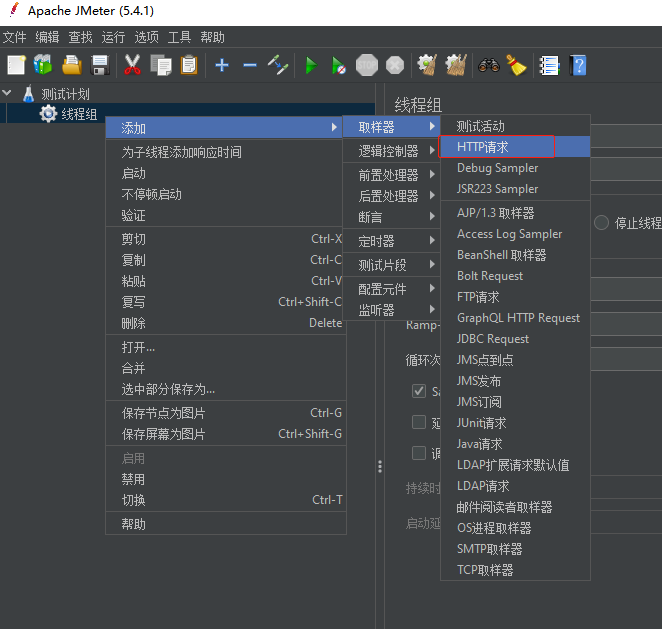 Apache JMeter (5.4.1)
文件 编辑 查找 运行 选项 工具 帮助
测试计划
线程组
线程组
添加
为子线程添加响应时间
启动
不停顿启动
验证
剪切 Ctrl-X
复制 Ctrl-C
粘贴 Ctrl-V
复写 Ctrl+Shift-C
删除 Delete
打开...
合并
选中部分保存为...
保存节点为图片 Ctrl-G
保存屏幕为图片 Ctrl+Shift-G
启用
禁用
切换 Ctrl-T
帮助
取样器
逻辑控制器
前置处理器
后置处理器
断言
定时器
测试片段
配置元件
监听器
测试活动
HTTP请求
Debug Sampler
JSR223 Sampler
AJP/1.3 取样器
Access Log Sampler
BeanShell 取样器
Bolt Request
FTP请求
GraphQL HTTP Request
JDBC Request
JMS点到点
JMS发布
JMS订阅
JUnit请求
Java请求
LDAP扩展请求默认值
LDAP请求
邮件阅读者取样器
OS进程取样器
SMTP取样器
TCP取样器
停止线程
Ramp-
循环次
持续时
启动延